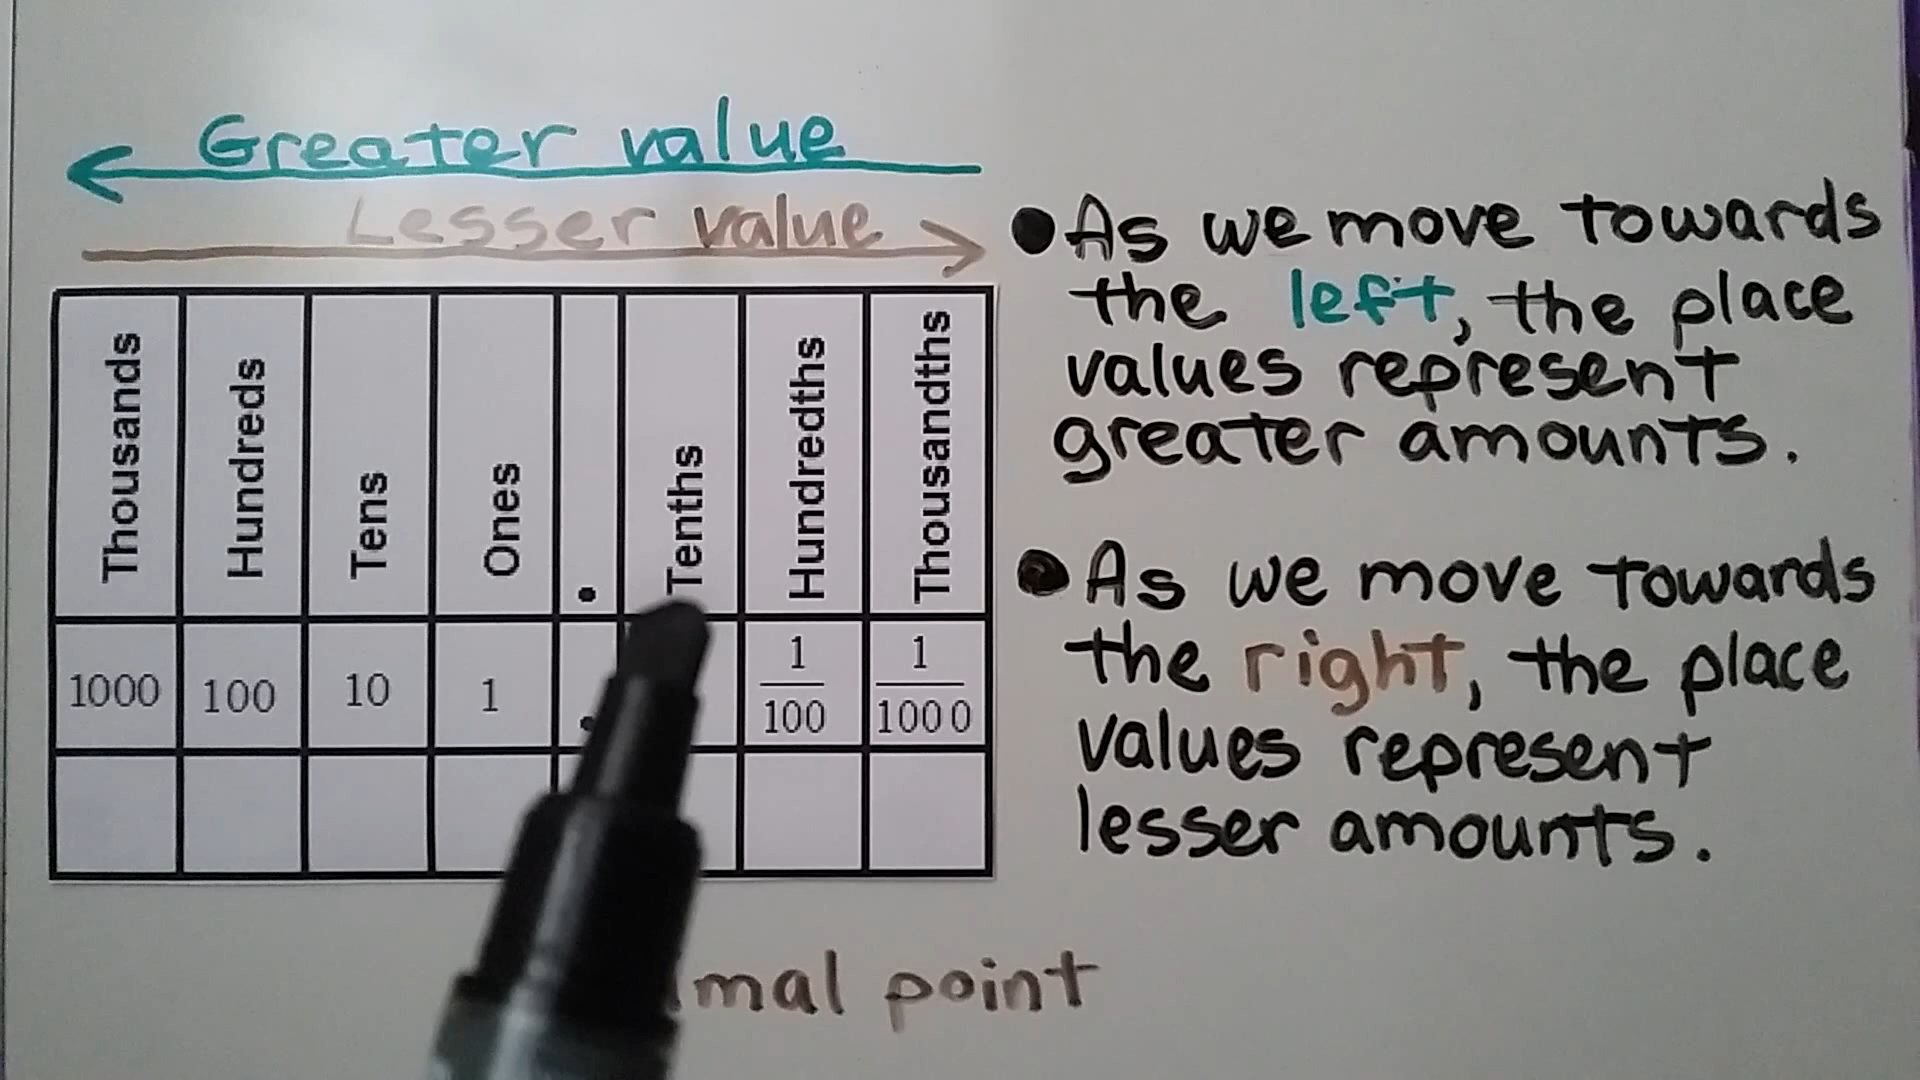 Greater value
Lesser value
Thousands Hundreds Tens Ones . Tenths Hundredths Thousandths
1000 100 10 1 . 1/100 1/1000
● As we move towards
the left, the place
values represent
greater amounts.
● As we move towards
the right, the place
values represent
lesser amounts.
point